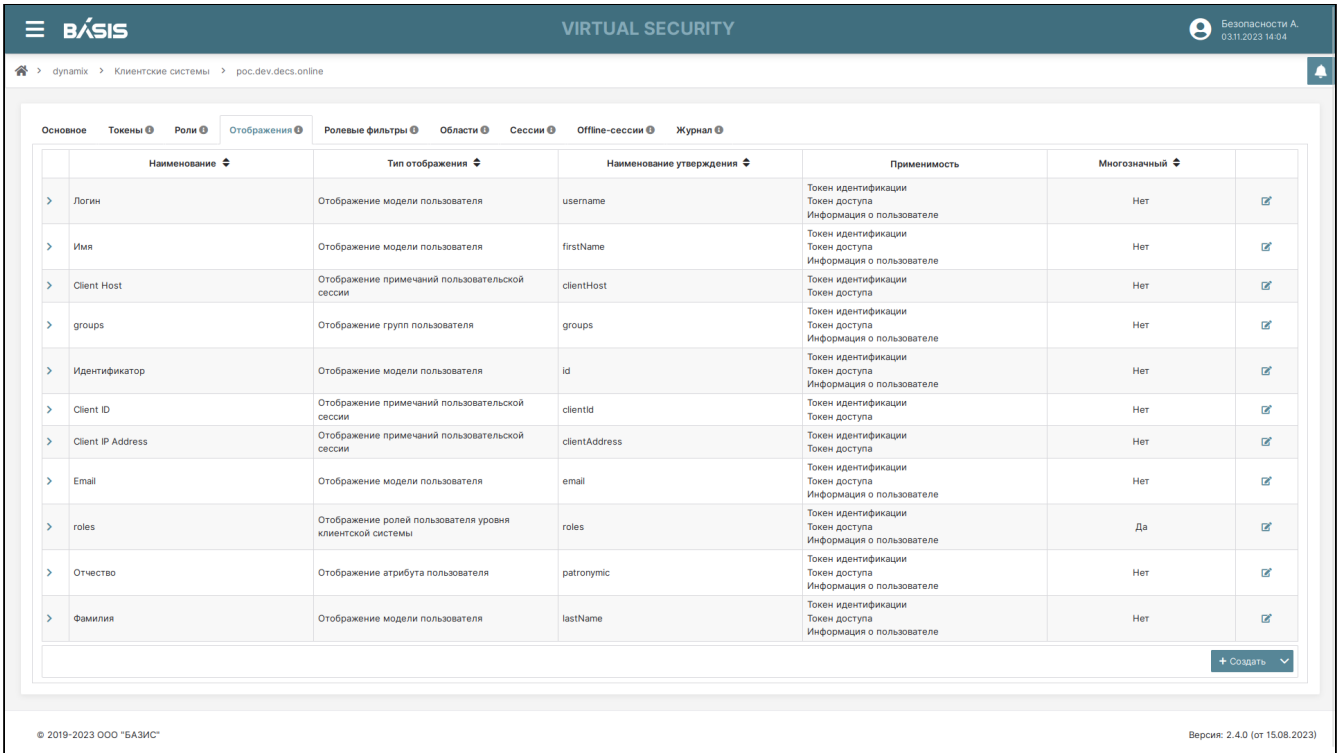 BASIS
VIRTUAL SECURITY
Безопасности А.
03.11.2023 14:04
dynamix > Клиентские системы > poc.dev.decs.online
Основное Токены Роли Отображения Ролевые фильтры Области Сессии Offline-сессии Журнал
Наименование Тип отображения Наименование утверждения Применимость Многозначный
Токен идентификации
Логин Отображение модели пользователя username Токен доступа Нет
Информация о пользователе
Токен идентификации
Имя Отображение модели пользователя firstName Токен доступа Нет
Информация о пользователе
Отображение примечаний пользовательской Токен идентификации
Client Host clientHost Нет
сессии Токен доступа
Токен идентификации
groups Отображение групп пользователя groups Токен доступа Нет
Информация о пользователе
Токен идентификации
Идентификатор Отображение модели пользователя id Токен доступа Нет
Информация о пользователе
Отображение примечаний пользовательской Токен идентификации
Client ID clientId Нет
сессии Токен доступа
Отображение примечаний пользовательской Токен идентификации
Client IP Address clientAddress Нет
сессии Токен доступа
Токен идентификации
Email Отображение модели пользователя email Токен доступа Нет
Информация о пользователе
Отображение ролей пользователя уровня Токен идентификации
roles roles Токен доступа Да
клиентской системы Информация о пользователе
Токен идентификации
Отчество Отображение атрибута пользователя patronymic Токен доступа Нет
Информация о пользователе
Токен идентификации
Фамилия Отображение модели пользователя lastName Токен доступа Нет
Информация о пользователе
+ Создать
© 2019-2023 ООО "БАЗИС" Версия: 2.4.0 (от 15.08.2023)